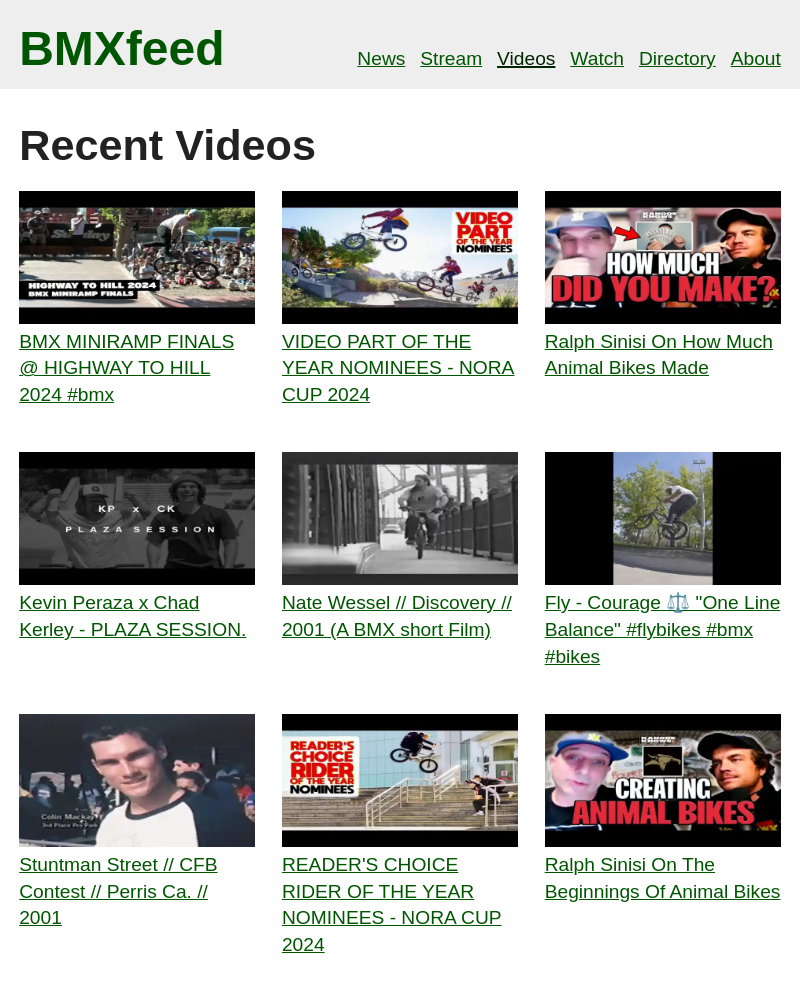 BMXfeed
News Stream Videos Watch Directory About
Recent Videos
HIGHWAY TO HILL 2024
BMX MINIRAMP FINALS
BMX MINIRAMP FINALS
@ HIGHWAY TO HILL
2024 #bmx
VIDEO
PART
OF THE YEAR
NOMINEES
VIDEO PART OF THE
YEAR NOMINEES - NORA
CUP 2024
HOW MUCH
DID YOU MAKE?
Ralph Sinisi On How Much
Animal Bikes Made
KP x CK
PLAZA SESSION
Kevin Peraza x Chad
Kerley - PLAZA SESSION.
Nate Wessel // Discovery //
2001 (A BMX short Film)
Fly - Courage ⚖️ "One Line
Balance" #flybikes #bmx
#bikes
Colin Mackay
3rd Place Pro Park
Stuntman Street // CFB
Contest // Perris Ca. //
2001
READER'S
CHOICE
RIDER
OF THE YEAR
NOMINEES
READER'S CHOICE
RIDER OF THE YEAR
NOMINEES - NORA CUP
2024
CREATING
ANIMAL BIKES
Ralph Sinisi On The
Beginnings Of Animal Bikes